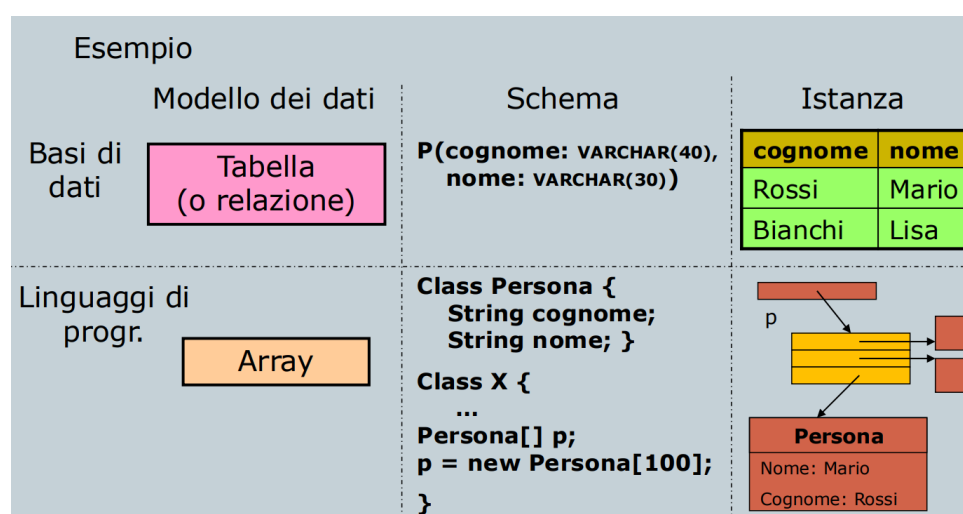 Esempio
Modello dei dati
Schema
Istanza
Basi di
dati
Tabella
(o relazione)
P(cognome: VARCHAR(40),
nome: VARCHAR(30))
cognome nome
Rossi Mario
Bianchi Lisa
Linguaggi di
progr.
Array
Class Persona {
String cognome;
String nome; }
Class X {
...
Persona[] p;
p = new Persona[100];
}
p
Persona
Nome: Mario
Cognome: Rossi